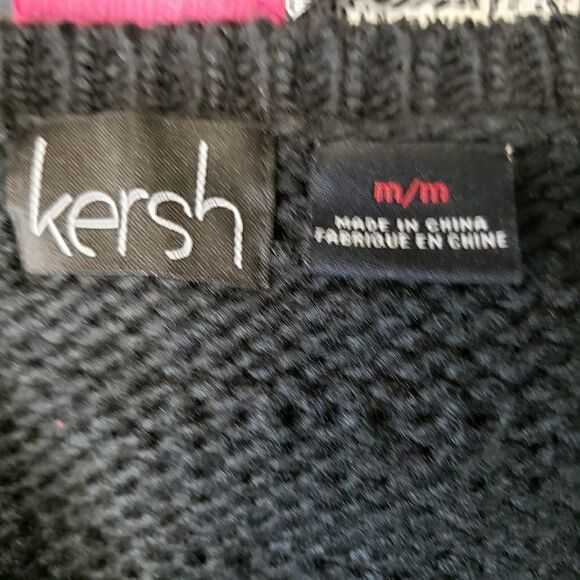 kersh
m/m
MADE IN CHINA
FABRIQUE EN CHINE